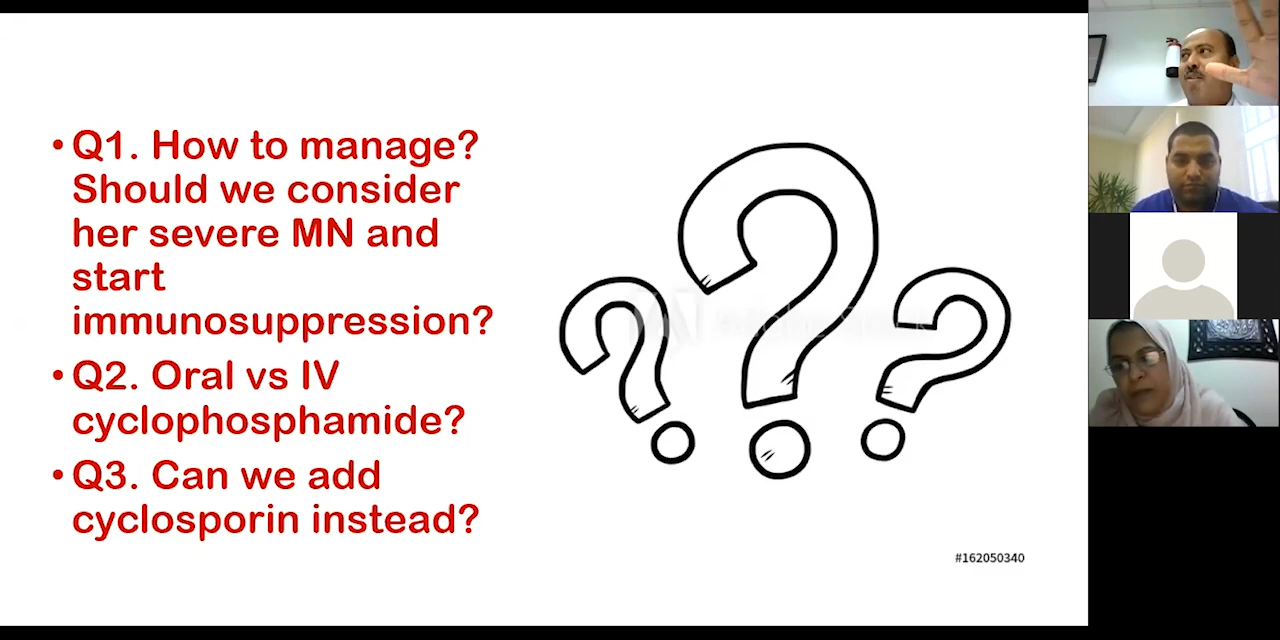 • Q1. How to manage?
Should we consider
her severe MN and
start
immunosuppression?
• Q2. Oral vs IV
cyclophosphamide?
• Q3. Can we add
cyclosporin instead?
#162050340